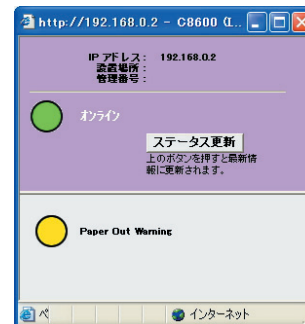 http://192.168.0.2 - C8600 (L...
IP アドレス： 192.168.0.2
設置場所：
管理番号：
オンライン
ステータス更新
上のボタンを押すと最新情
報に更新されます。
Paper Out Warning
ペ
インターネット